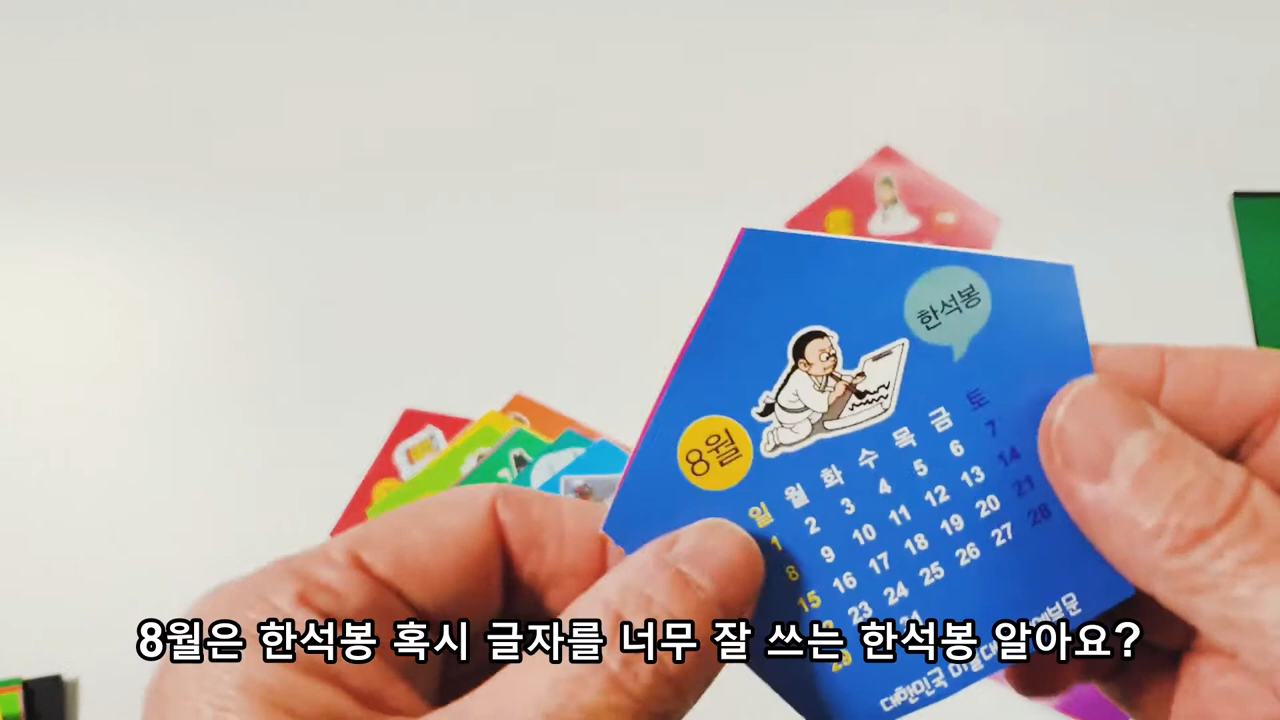 한석봉
8월
일 월 화 수 목 금 토
1 2 3 4 5 6 7
8 9 10 11 12 13 14
15 16 17 18 19 20 21
23 24 25 26 27 28
29
대한민국
8월은 한석봉 혹시 글자를 너무 잘 쓰는 한석봉 알아요?